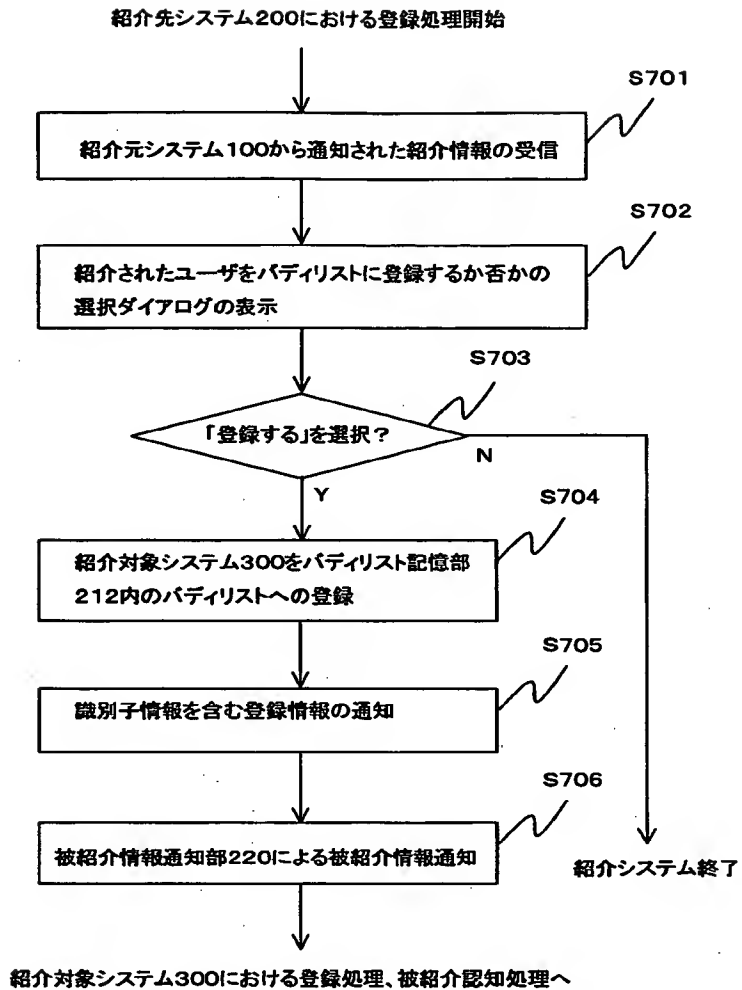 紹介先システム200における登録処理開始
S701
紹介元システム100から通知された紹介情報の受信
S702
紹介されたユーザをバディリストに登録するか否かの
選択ダイアログの表示
S703
「登録する」を選択?
N
Y
S704
紹介対象システム300をバディリスト記憶部
212内のバディリストへの登録
S705
識別子情報を含む登録情報の通知
S706
被紹介情報通知部220による被紹介情報通知
紹介システム終了
紹介対象システム300における登録処理、被紹介認知処理へ